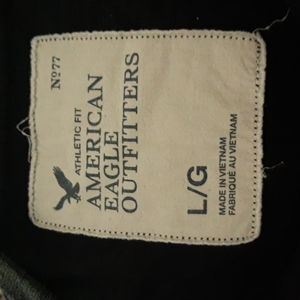 Nº77
ATHLETIC FIT
AMERICAN
EAGLE
OUTFITTERS
L/G
MADE IN VIETNAM
FABRIQUÉ AU VIETNAM